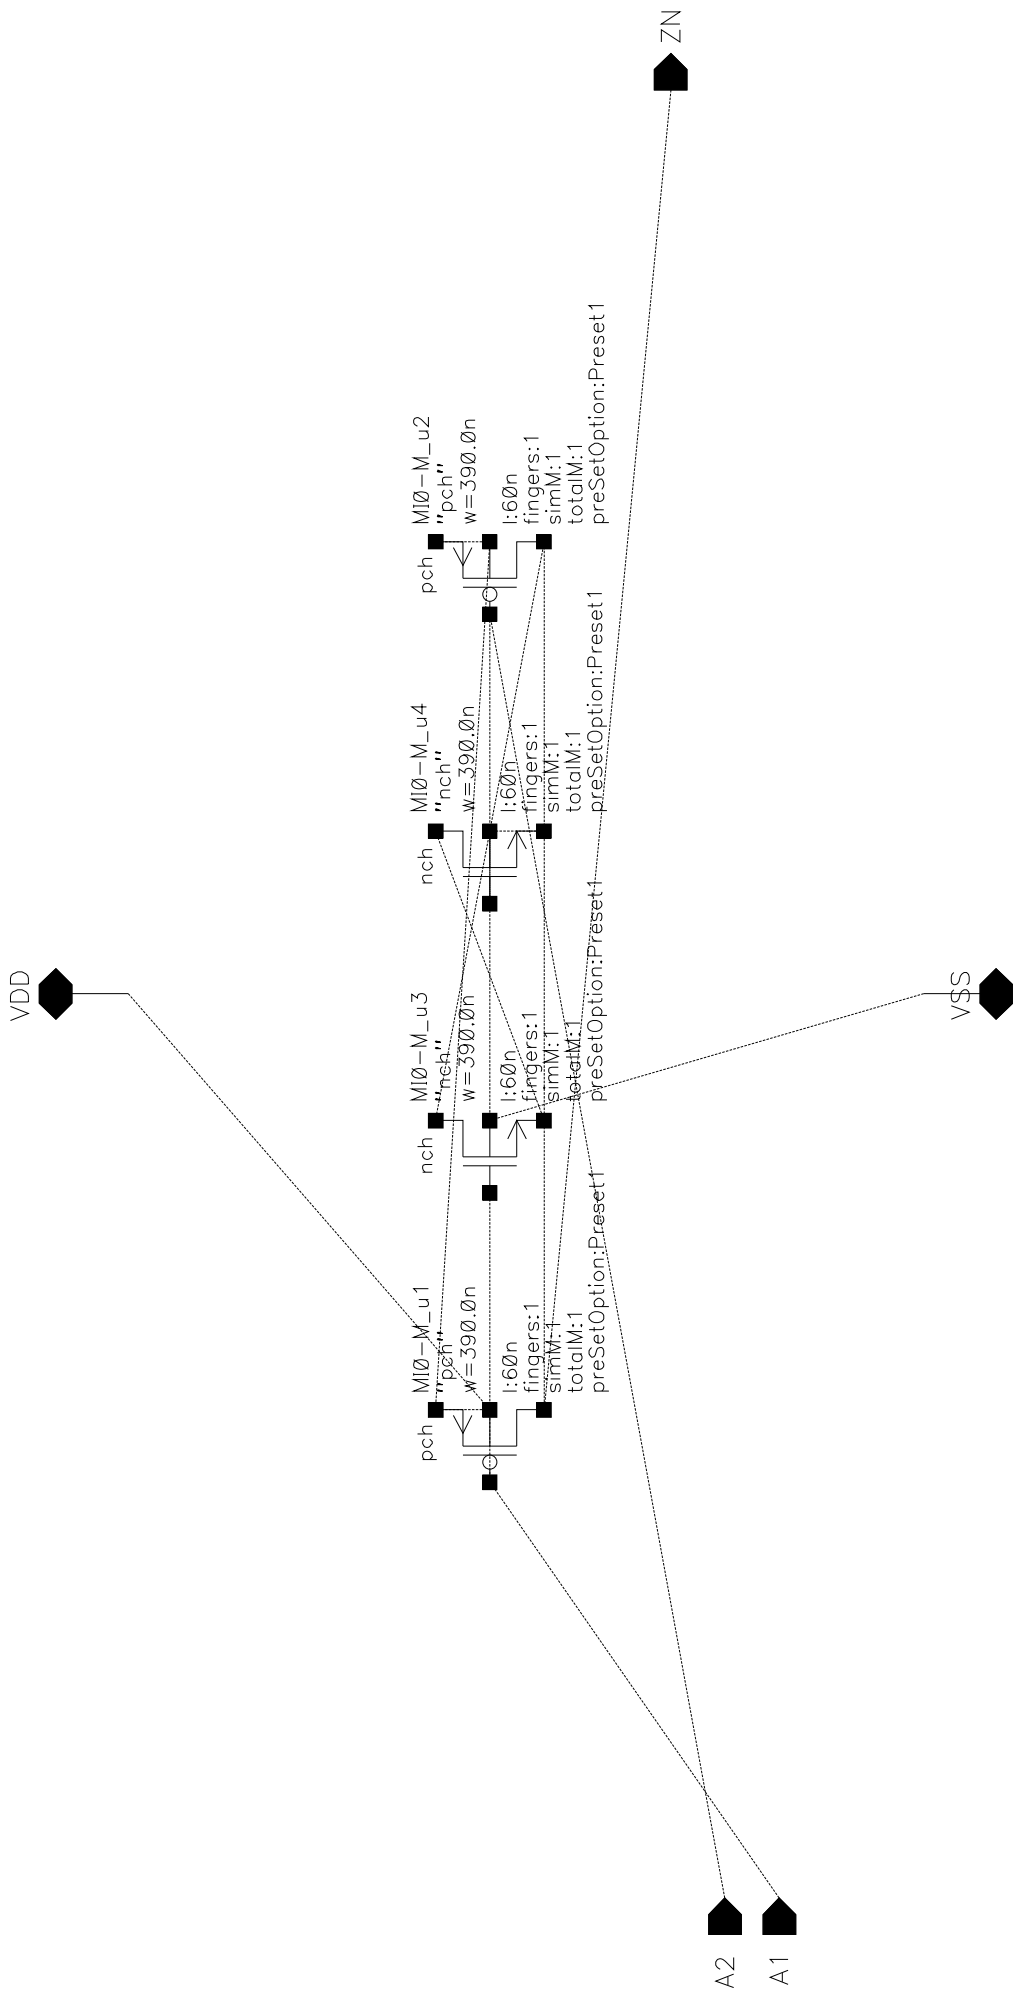 VDD
pch
MI0-M_u1
"pch"
w=390.0n
l:60n
fingers:1
simM:1
totalM:1
preSetOption:Preset1
nch
MI0-M_u3
"nch"
w=390.0n
l:60n
fingers:1
simM:1
totalM:1
preSetOption:Preset1
nch
MI0-M_u4
"nch"
w=390.0n
l:60n
fingers:1
simM:1
totalM:1
preSetOption:Preset1
pch
MI0-M_u2
"pch"
w=390.0n
l:60n
fingers:1
simM:1
totalM:1
preSetOption:Preset1
ZN
A2
A1
VSS